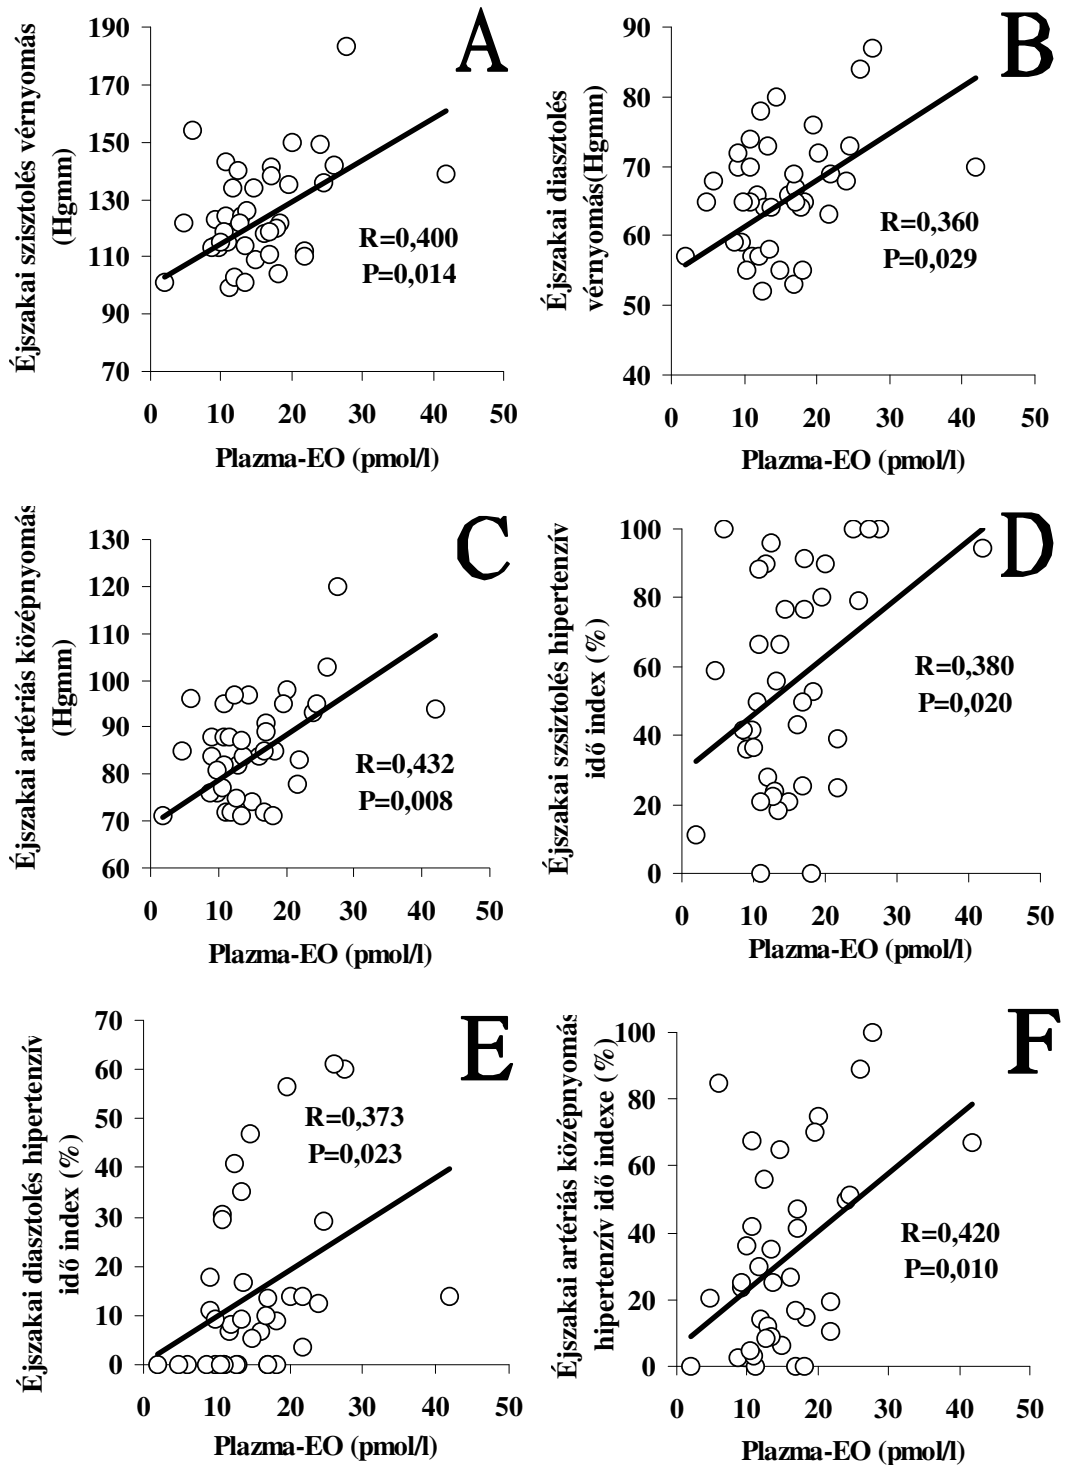 A
Éjszakai szisztolés vérnyomás
(Hgmm)
190
170
150
130
110
90
70
R=0,400
P=0,014
0 10 20 30 40 50
Plazma-EO (pmol/l)
B
Éjszakai diasztolés
vérnyomás(Hgmm)
90
80
70
60
50
40
R=0,360
P=0,029
0 10 20 30 40 50
Plazma-EO (pmol/l)
C
Éjszakai artériás középnyomás
(Hgmm)
130
120
110
100
90
80
70
60
R=0,432
P=0,008
0 10 20 30 40 50
Plazma-EO (pmol/l)
D
Éjszakai szsisztolés hipertenzív
idő index (%)
100
80
60
40
20
0
R=0,380
P=0,020
0 10 20 30 40 50
Plazma-EO (pmol/l)
E
Éjszakai diasztolés hipertenzív
idő index (%)
70
60
50
40
30
20
10
0
R=0,373
P=0,023
0 10 20 30 40 50
Plazma-EO (pmol/l)
F
Éjszakai artériás középnyomás
hipertenzív idő indexe (%)
100
80
60
40
20
0
R=0,420
P=0,010
0 10 20 30 40 50
Plazma-EO (pmol/l)